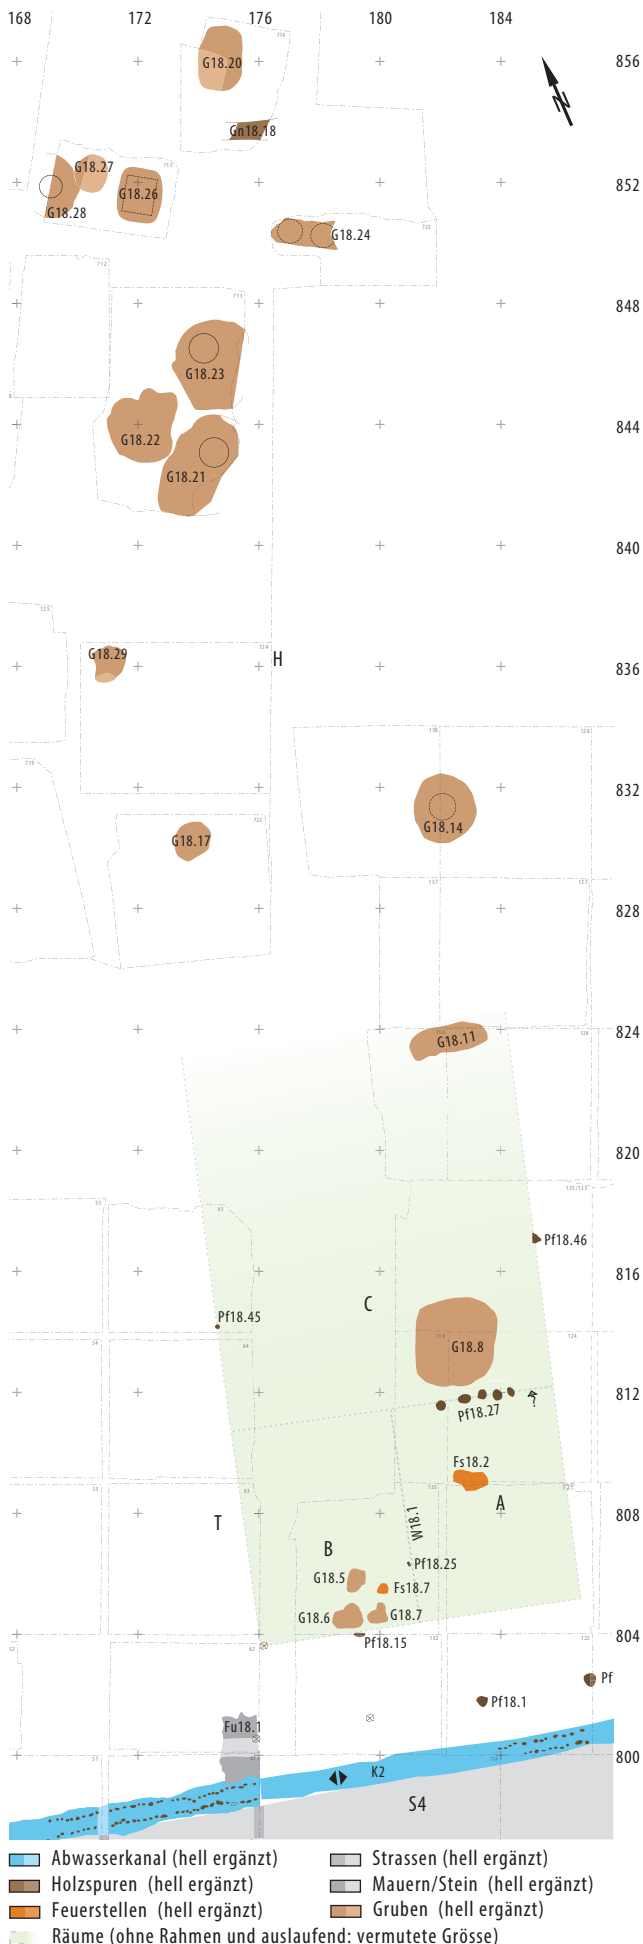 168 172 176 180 184
856
G18.20
Gn18.18
G18.27
852
G18.26
G18.28
G18.24
848
G18.23
844
G18.22
G18.21
840
G18.29
H
836
832
G18.14
G18.17
828
824
G18.11
820
Pf18.46
816
C
Pf18.45
G18.8
812
Pf18.27
?
Fs18.2
A
808
T
W18.1
B
Pf18.25
G18.5
Fs18.7
G18.6
G18.7
804
Pf18.15
Pf
Pf18.1
Fu18.1
800
K2
S4
Abwasserkanal (hell ergänzt)
Strassen (hell ergänzt)
Holzspuren (hell ergänzt)
Mauern/Stein (hell ergänzt)
Feuerstellen (hell ergänzt)
Gruben (hell ergänzt)
Räume (ohne Rahmen und auslaufend: vermutete Grösse)